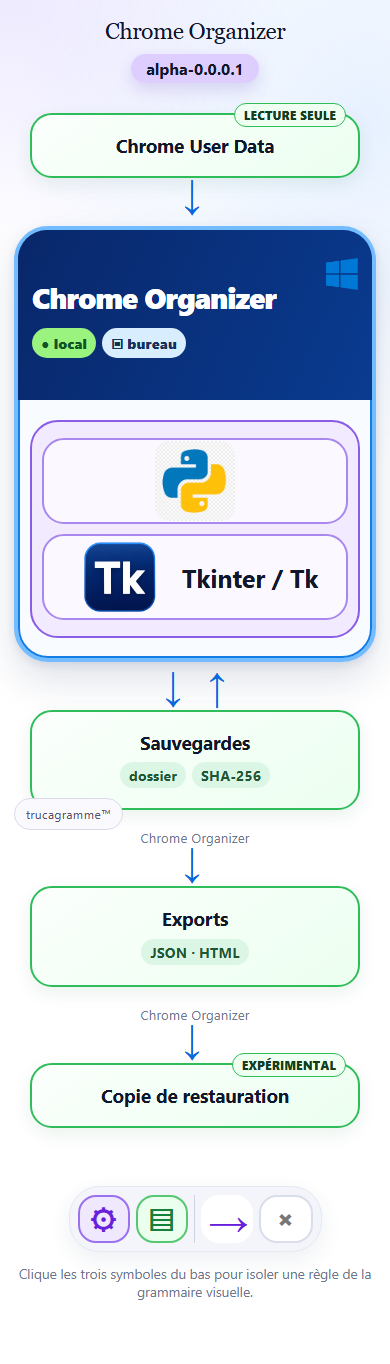 Chrome Organizer
alpha-0.0.0.1
LECTURE SEULE
Chrome User Data
Chrome Organizer
local
bureau
Tk
Tkinter / Tk
Sauvegardes
dossier
SHA-256
trucagramme™
Chrome Organizer
Exports
JSON · HTML
Chrome Organizer
EXPÉRIMENTAL
Copie de restauration
Clique les trois symboles du bas pour isoler une règle de la
grammaire visuelle.